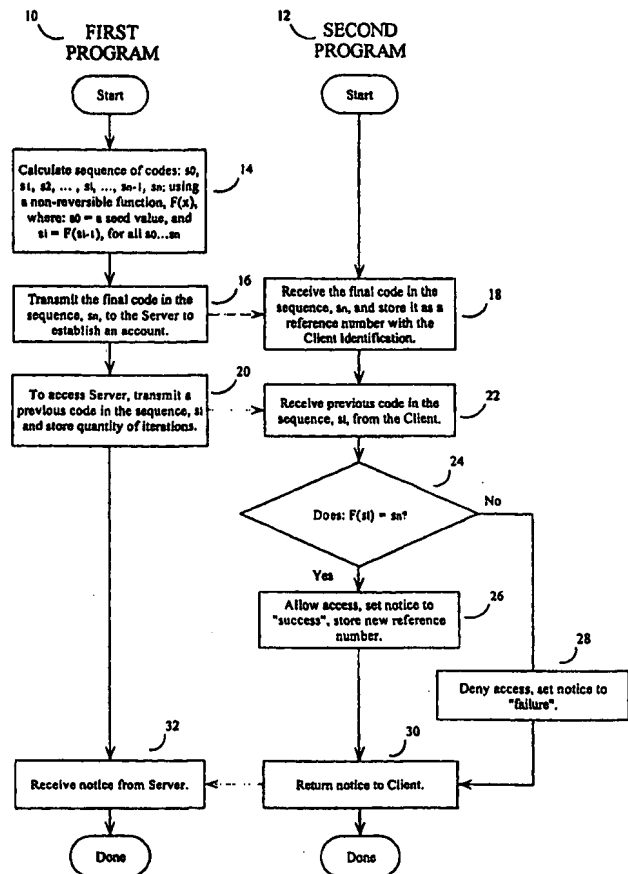 10
FIRST
PROGRAM
12
SECOND
PROGRAM
Start
Start
14
Calculate sequence of codes: s0,
s1, s2, ... , si, ..., sn-1, sn; using
a non-reversible function, F(x),
where: s0 = a seed value, and
si = F(si-1), for all s0...sn
16
Transmit the final code in the
sequence, sn, to the Server to
establish an account.
18
Receive the final code in the
sequence, sn, and store it as a
reference number with the
Client Identification.
20
To access Server, transmit a
previous code in the sequence, si
and store quantity of iterations.
22
Receive previous code in the
sequence, si, from the Client.
24
Does: F(si) = sn?
No
Yes
26
Allow access, set notice to
"success", store new reference
number.
28
Deny access, set notice to
"failure".
32
Receive notice from Server.
30
Return notice to Client.
Done
Done